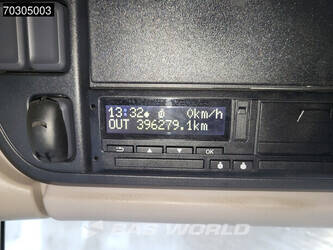 70305003
13:32 0km/h
OUT 396279.1km
OK
BAS WORLD